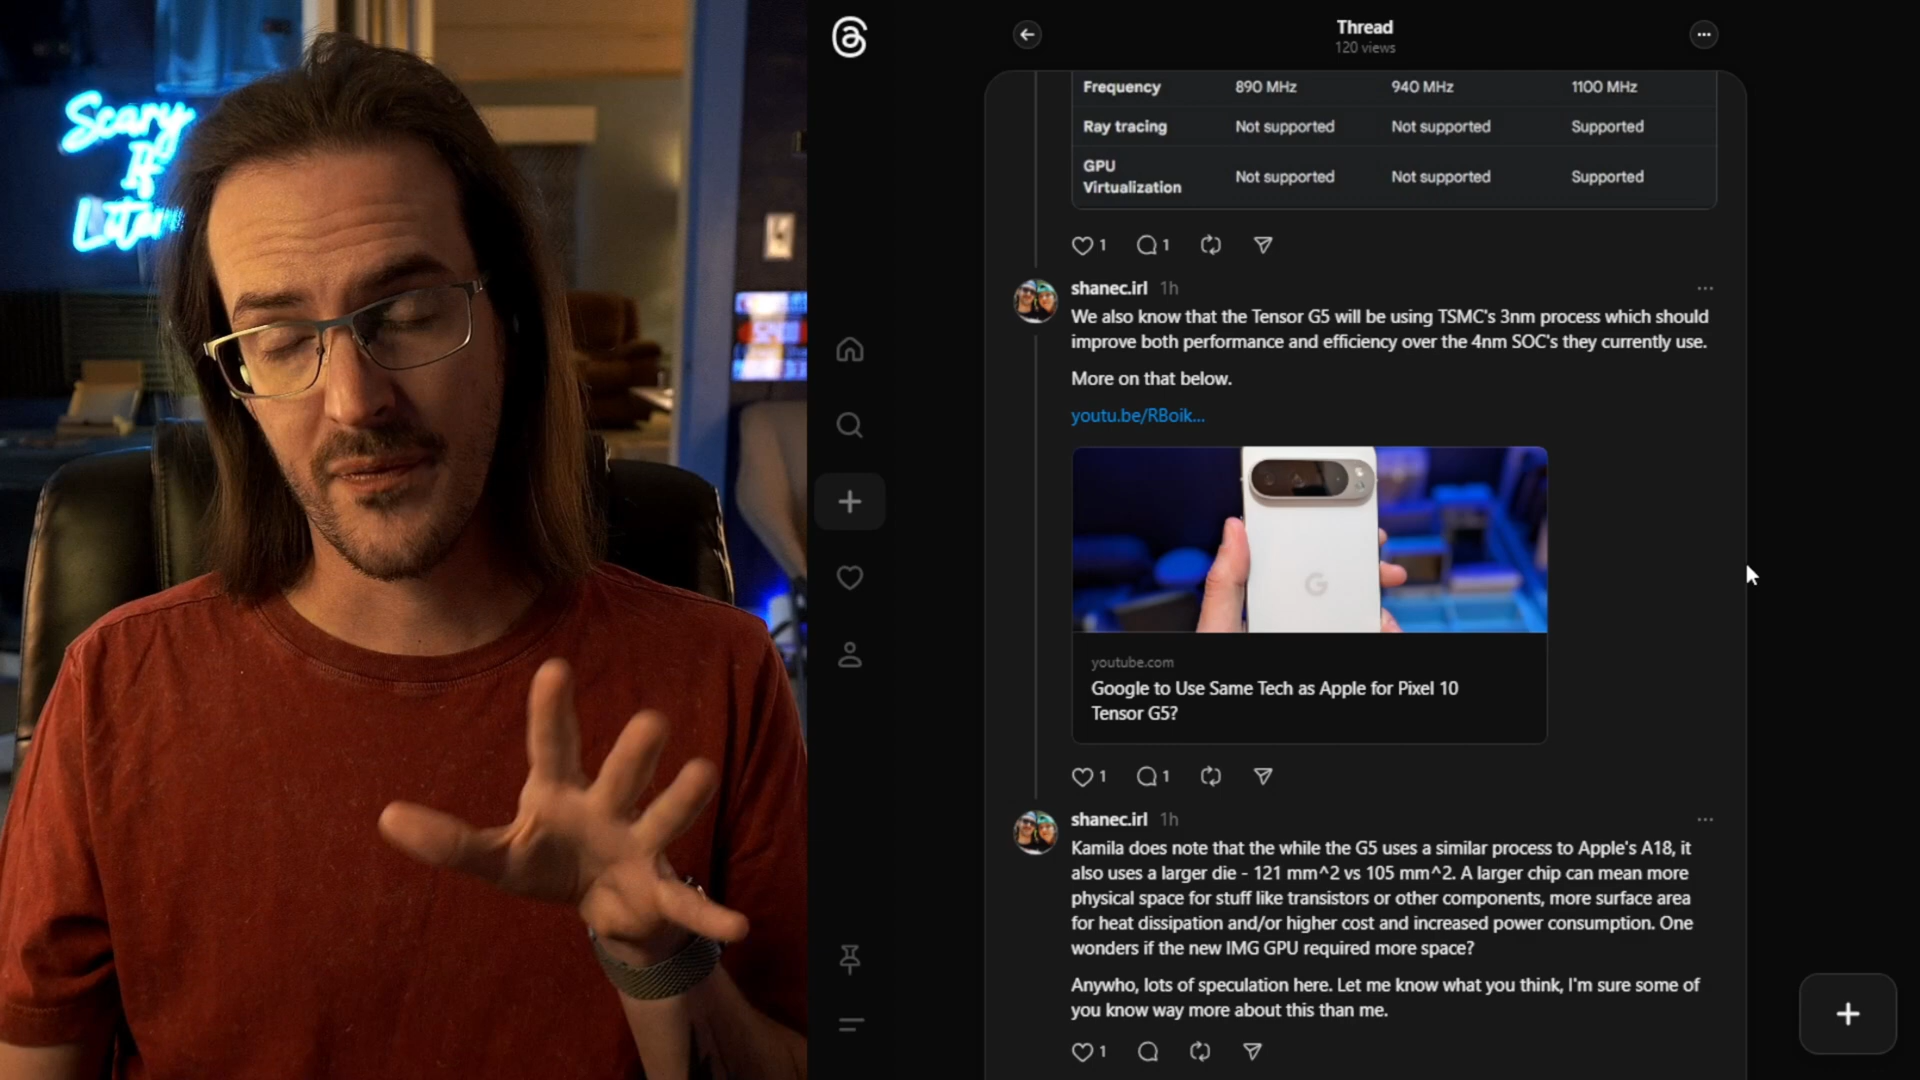 Scary
If
Thread
120 views
Frequency 890 MHz 940 MHz 1100 MHz
Ray tracing Not supported Not supported Supported
GPU
Virtualization Not supported Not supported Supported
1 1
shanec.irl 1h
We also know that the Tensor G5 will be using TSMC's 3nm process which should
improve both performance and efficiency over the 4nm SOC's they currently use.
More on that below.
youtu.be/RBoik...
G
youtube.com
Google to Use Same Tech as Apple for Pixel 10
Tensor G5?
1 1
shanec.irl 1h
Kamila does note that the while the G5 uses a similar process to Apple's A18, it
also uses a larger die - 121 mm^2 vs 105 mm^2. A larger chip can mean more
physical space for stuff like transistors or other components, more surface area
for heat dissipation and/or higher cost and increased power consumption. One
wonders if the new IMG GPU required more space?
Anywho, lots of speculation here. Let me know what you think, I'm sure some of
you know way more about this than me.
1